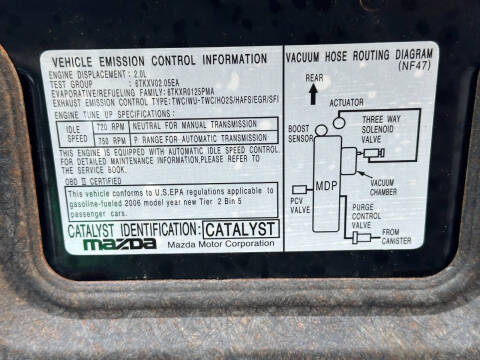 VEHICLE EMISSION CONTROL INFORMATION
ENGINE DISPLACEMENT : 2.0L
TEST GROUP : 6TKXV02.05EA
EVAPORATIVE/REFUELING FAMILY: 6TKXR0125PMA
EXHAUST EMISSION CONTROL TYPE:TWC/WU-TWC/HO2S/HAFS/EGR/SFI
ENGINE TUNE UP SPECIFICATIONS:
IDLE SPEED
720 RPM NEUTRAL FOR MANUAL TRANSMISSION
750 RPM P RANGE FOR AUTOMATIC TRANSMISSION
THIS ENGINE IS EQUIPPED WITH AUTOMATIC IDLE SPEED CONTROL.
FOR DETAILED MAINTENANCE INFORMATION, PLEASE REFER TO
THE SERVICE BOOK.
OBD II CERTIFIED
This vehicle conforms to U.S.EPA regulations applicable to
gasoline-fueled 2006 model year new Tier 2 Bin 5
passenger cars.
CATALYST IDENTIFICATION: CATALYST
mazda Mazda Motor Corporation
VACUUM HOSE ROUTING DIAGRAM
(NF47)
REAR
ACTUATOR
THREE WAY
SOLENOID
VALVE
BOOST
SENSOR
MDP
VACUUM
CHAMBER
PCV
VALVE
PURGE
CONTROL
VALVE
FROM
CANISTER